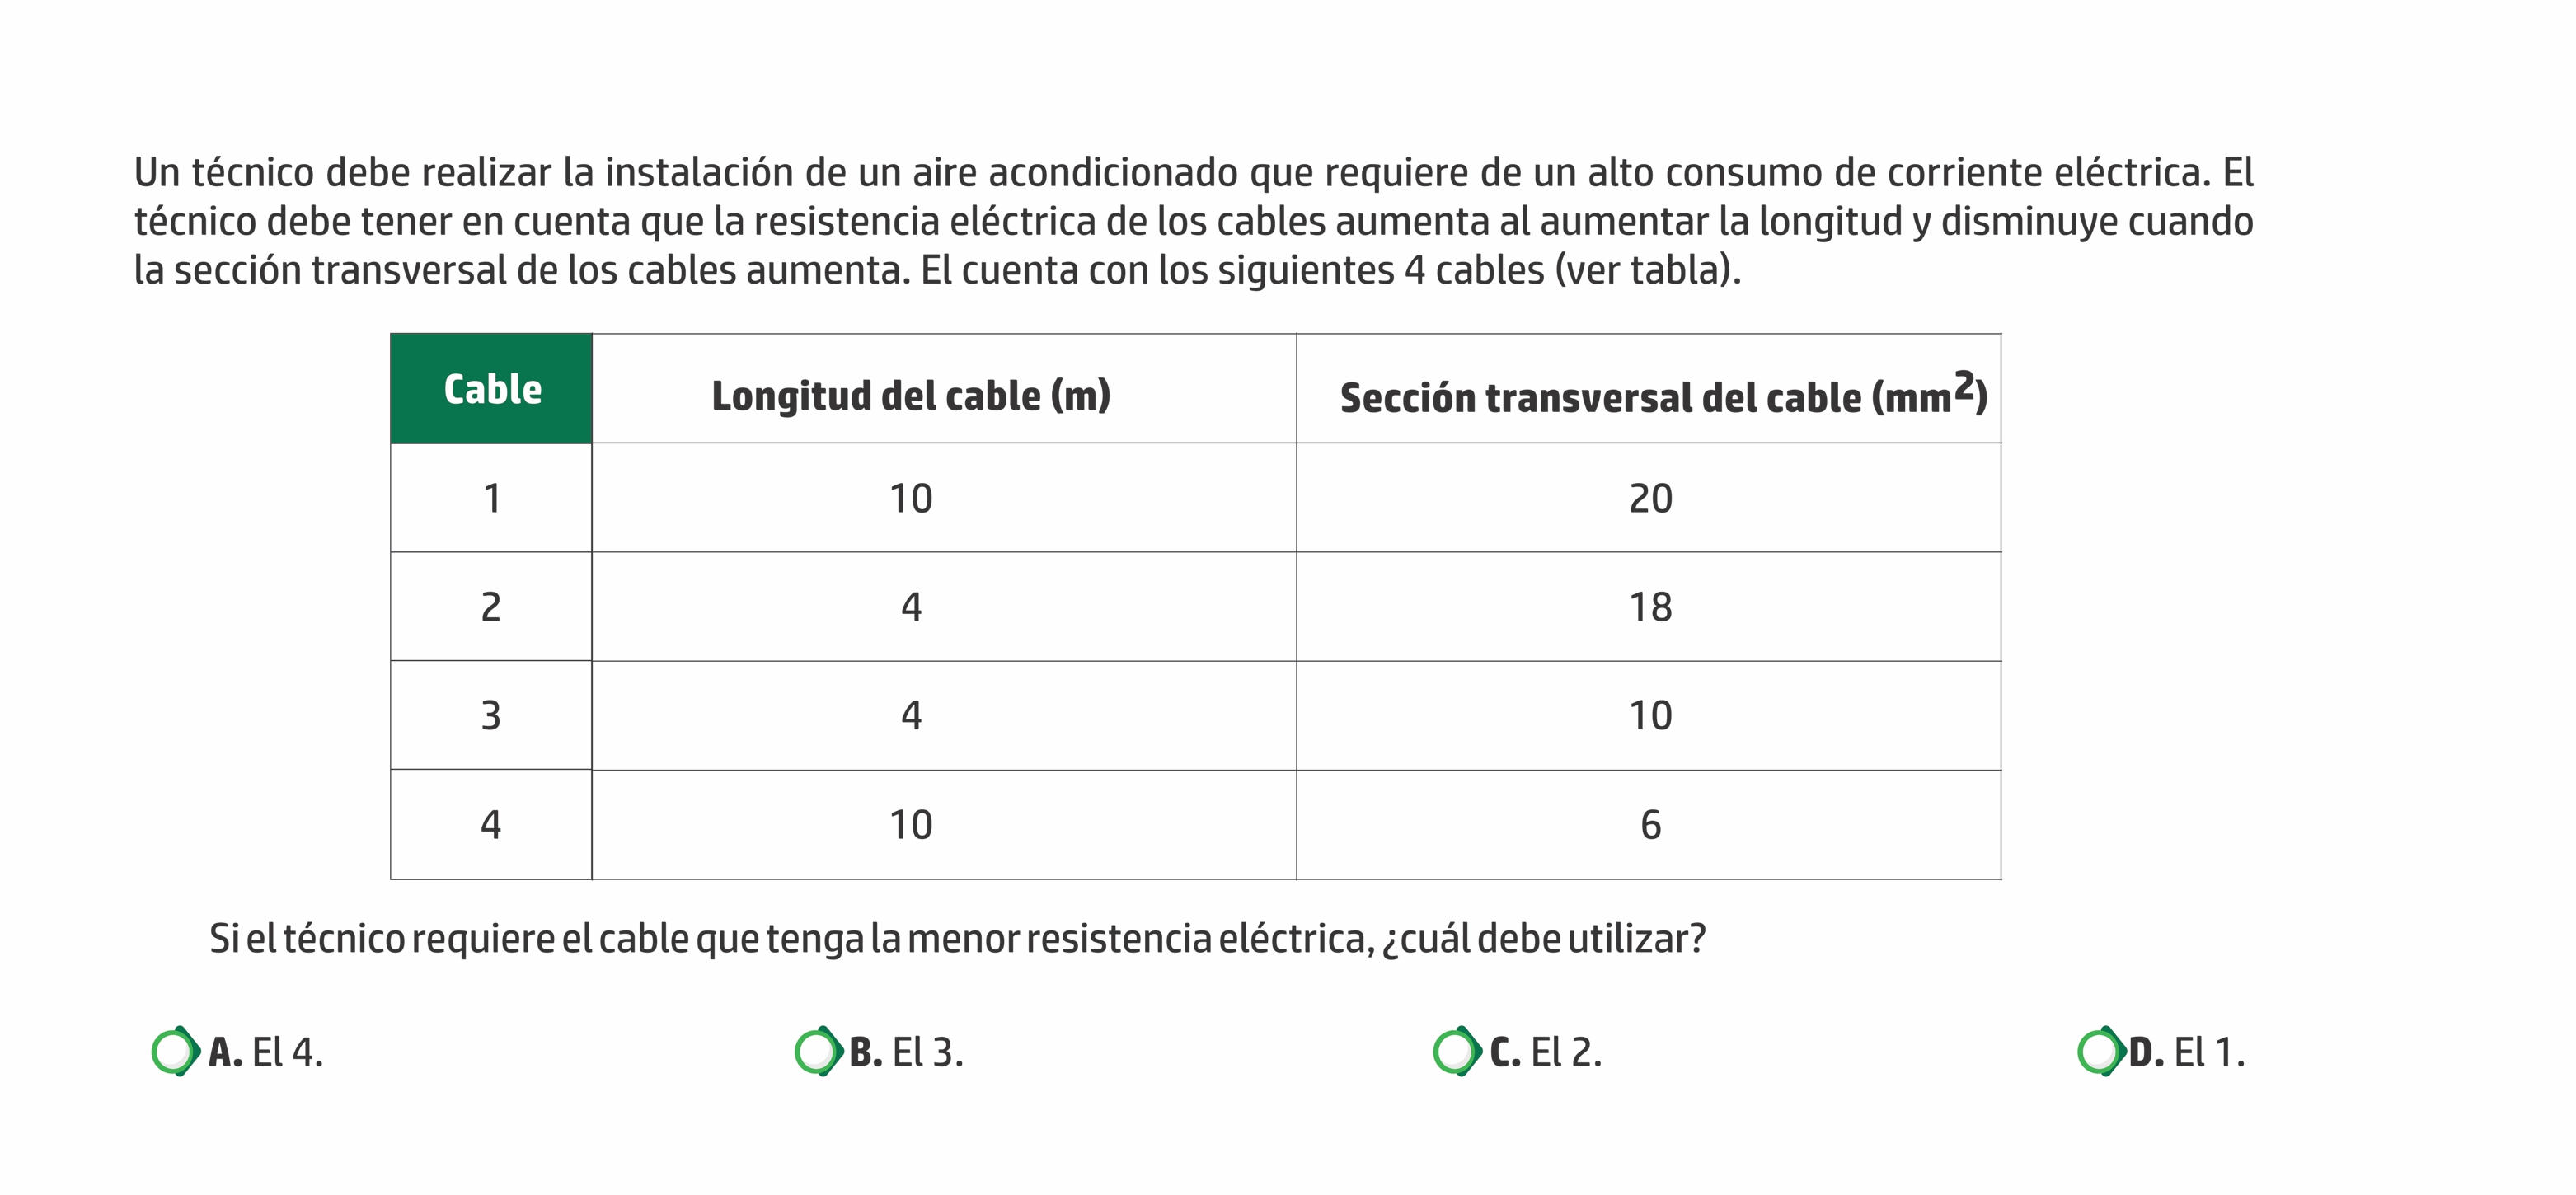 Un técnico debe realizar la instalación de un aire acondicionado que requiere de un alto consumo de corriente eléctrica. El
técnico debe tener en cuenta que la resistencia eléctrica de los cables aumenta al aumentar la longitud y disminuye cuando
la sección transversal de los cables aumenta. El cuenta con los siguientes 4 cables (ver tabla).
Cable Longitud del cable (m) Sección transversal del cable (mm²)
1 10 20
2 4 18
3 4 10
4 10 6
Si el técnico requiere el cable que tenga la menor resistencia eléctrica, ¿cuál debe utilizar?
A. El 4. B. El 3. C. El 2. D. El 1.